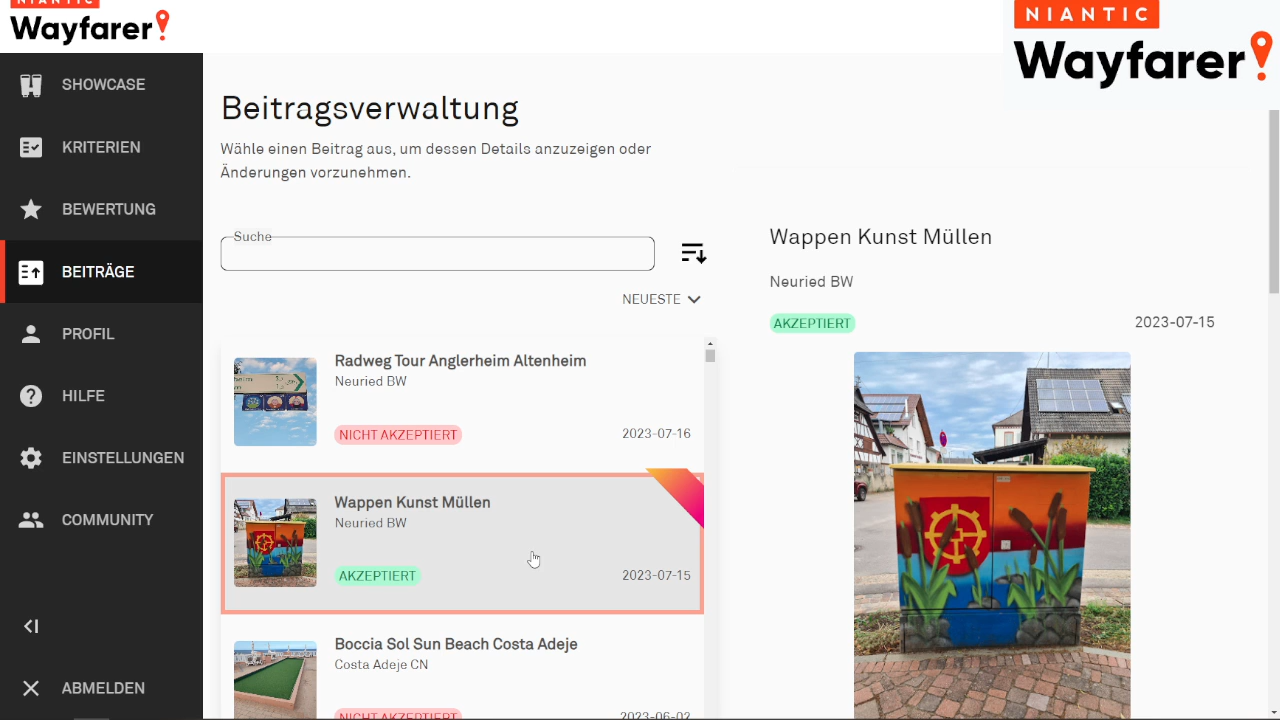 NIANTIC
Wayfarer
NIANTIC
Wayfarer
SHOWCASE
KRITERIEN
BEWERTUNG
BEITRÄGE
PROFIL
HILFE
EINSTELLUNGEN
COMMUNITY
ABMELDEN
Beitragsverwaltung
Wähle einen Beitrag aus, um dessen Details anzuzeigen oder
Änderungen vorzunehmen.
Suche
NEUESTE
Radweg Tour Anglerheim Altenheim
Neuried BW
NICHT AKZEPTIERT
2023-07-16
Wappen Kunst Müllen
Neuried BW
AKZEPTIERT
2023-07-15
Boccia Sol Sun Beach Costa Adeje
Costa Adeje CN
NICHT AKZEPTIERT
2023-06-02
Wappen Kunst Müllen
Neuried BW
AKZEPTIERT
2023-07-15